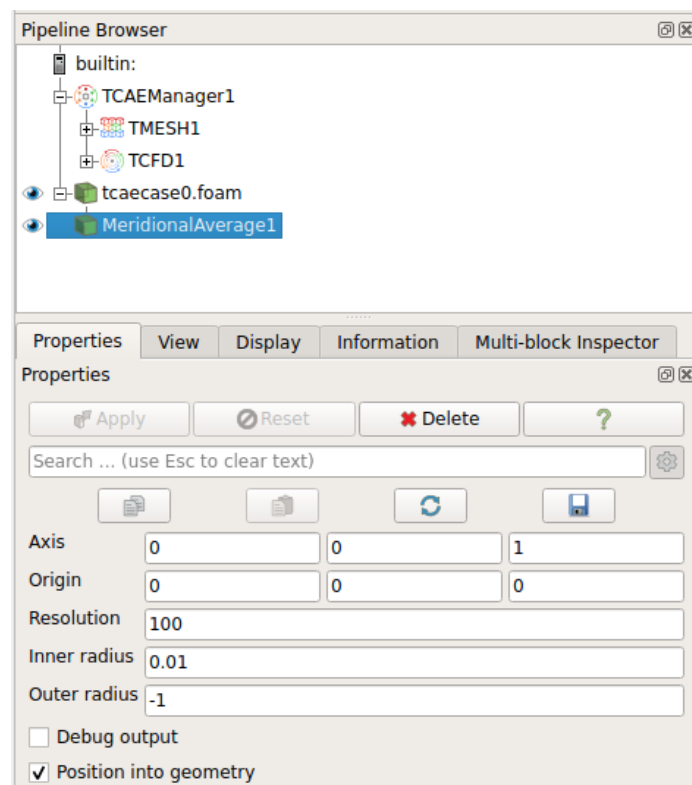 Pipeline Browser
builtin:
TCAEManager1
TMESH1
TCFD1
tcaecase0.foam
MeridionalAverage1
Properties View Display Information Multi-block Inspector
Properties
Apply Reset Delete ?
Search ... (use Esc to clear text)
Axis 0 0 1
Origin 0 0 0
Resolution 100
Inner radius 0.01
Outer radius -1
Debug output
Position into geometry